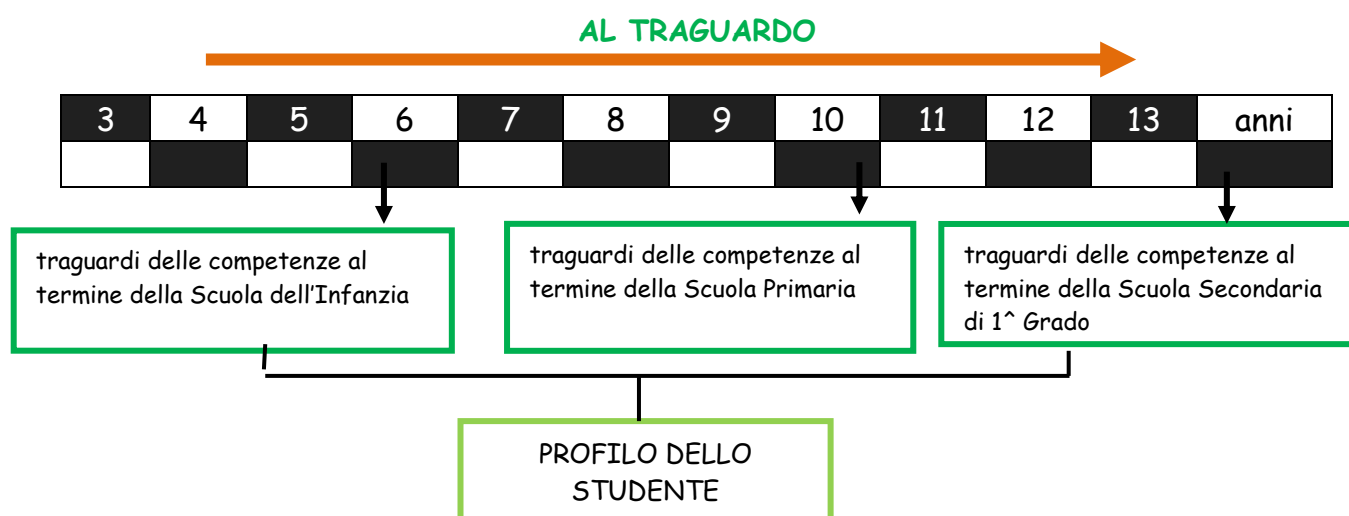 AL TRAGUARDO
3 4 5 6 7 8 9 10 11 12 13 anni
traguardi delle competenze al
termine della Scuola dell'Infanzia
traguardi delle competenze al
termine della Scuola Primaria
traguardi delle competenze al
termine della Scuola Secondaria
di 1^ Grado
PROFILO DELLO
STUDENTE